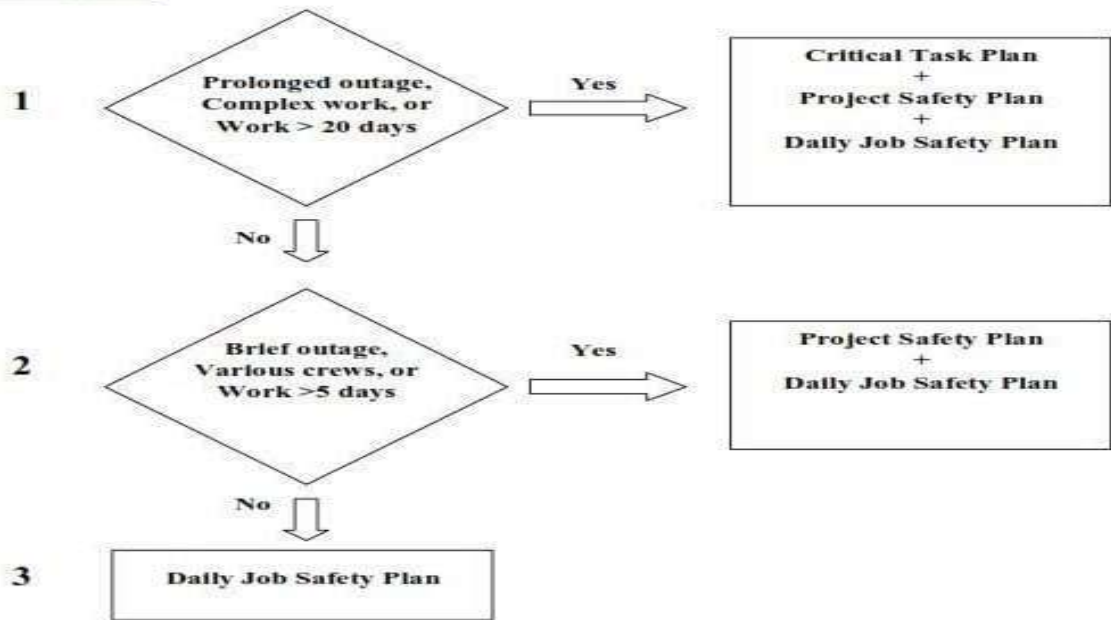 1
Prolonged outage,
Complex work, or
Work > 20 days
Yes
Critical Task Plan
+
Project Safety Plan
+
Daily Job Safety Plan
No
2
Brief outage,
Various crews, or
Work >5 days
Yes
Project Safety Plan
+
Daily Job Safety Plan
No
3
Daily Job Safety Plan